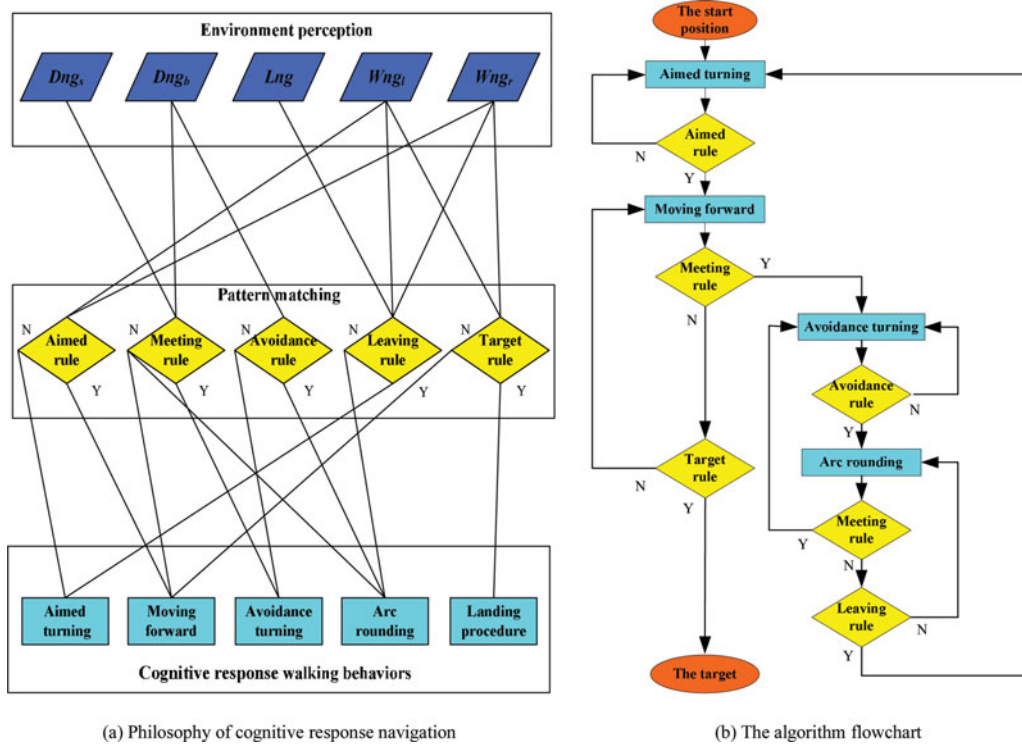 Environment perception
Dngs
Dngb
Lng
Wngl
Wngr
Pattern matching
N
Aimed
rule
Y
N
Meeting
rule
Y
N
Avoidance
rule
Y
N
Leaving
rule
Y
N
Target
rule
Y
Aimed
turning
Moving
forward
Avoidance
turning
Arc
rounding
Landing
procedure
Cognitive response walking behaviors
(a) Philosophy of cognitive response navigation
The start
position
Aimed turning
Aimed
rule
N
Y
Moving forward
Meeting
rule
Y
N
Avoidance turning
Avoidance
rule
N
Y
Arc rounding
Target
rule
N
Y
Meeting
rule
Y
N
Leaving
rule
N
Y
The target
(b) The algorithm flowchart